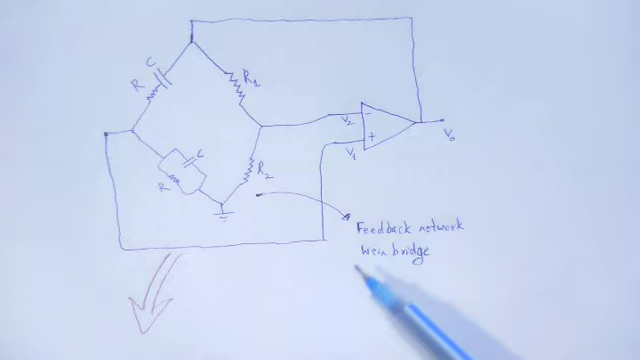 C
R
R₁
V₂
-
+
V₁
Vo
C
R
R₂
Feedback network
wein bridge